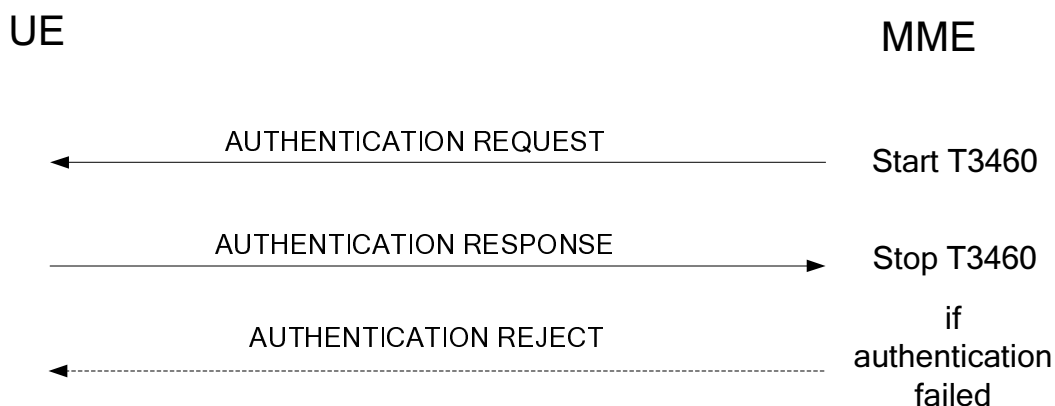 UE
MME
AUTHENTICATION REQUEST
Start T3460
AUTHENTICATION RESPONSE
Stop T3460
AUTHENTICATION REJECT
if
authentication
failed